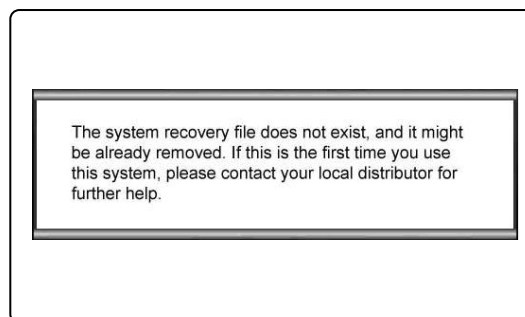 The system recovery file does not exist, and it might
be already removed. If this is the first time you use
this system, please contact your local distributor for
further help.